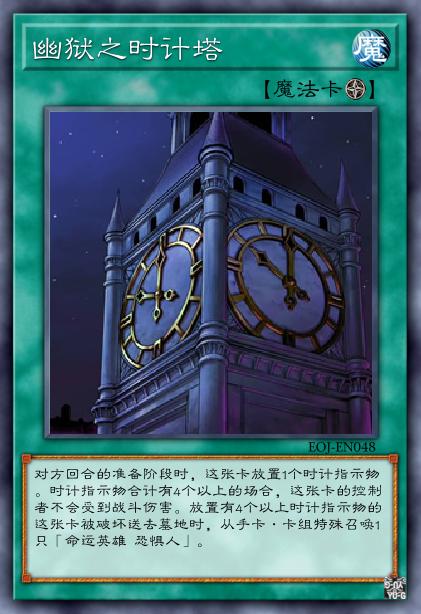 幽狱之时计塔
魔
【魔法卡】
EOJ-EN048
对方回合的准备阶段时，这张卡放置1个时计指示物
。时计指示物合计有4个以上的场合，这张卡的控制
者不会受到战斗伤害。放置有4个以上时计指示物的
这张卡被破坏送去墓地时，从手卡·卡组特殊召唤1
只「命运英雄 恐惧人」。